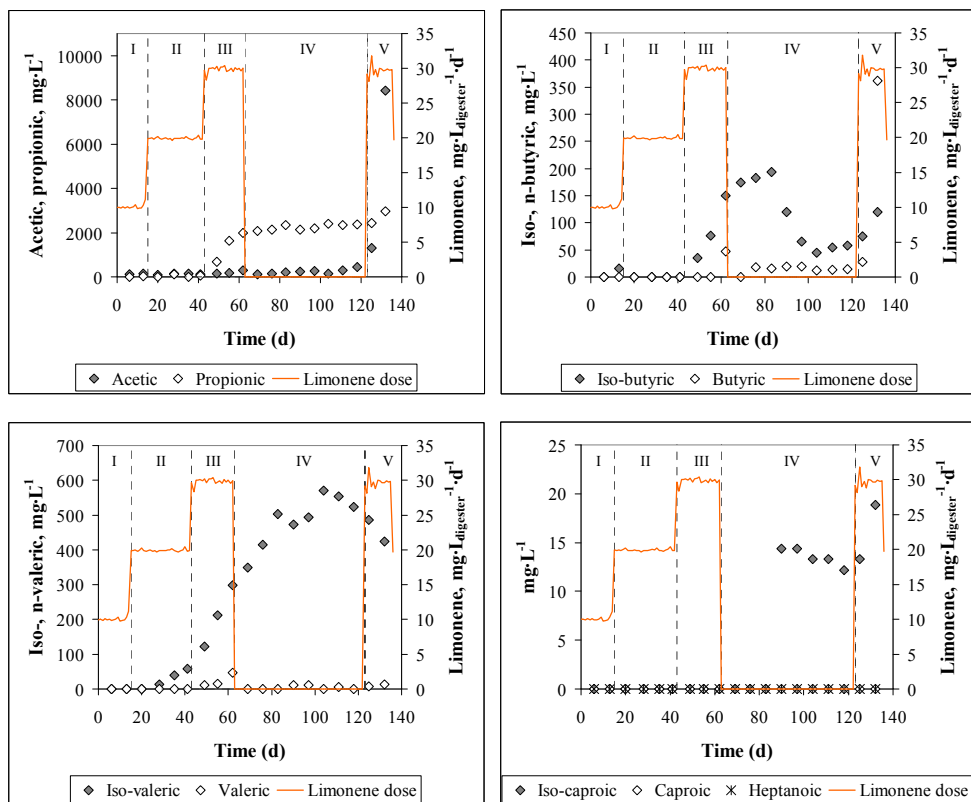 I II III IV V
10000
8000
6000
4000
2000
0
Acetic, propionic, mg·L⁻¹
35
30
25
20
15
10
5
0
Limonene, mg·L_digester⁻¹·d⁻¹
0 20 40 60 80 100 120 140
Time (d)
Acetic Propionic Limonene dose
I II III IV V
450
400
350
300
250
200
150
100
50
0
Iso-, n-butyric, mg·L⁻¹
35
30
25
20
15
10
5
0
Limonene, mg·L_digester⁻¹·d⁻¹
0 20 40 60 80 100 120 140
Time (d)
Iso-butyric Butyric Limonene dose
I II III IV V
700
600
500
400
300
200
100
0
Iso-, n-valeric, mg·L⁻¹
35
30
25
20
15
10
5
0
Limonene, mg·L_digester⁻¹·d⁻¹
0 20 40 60 80 100 120 140
Time (d)
Iso-valeric Valeric Limonene dose
I II III IV V
25
20
15
10
5
0
mg·L⁻¹
35
30
25
20
15
10
5
0
Limonene, mg·L_digester⁻¹·d⁻¹
0 20 40 60 80 100 120 140
Time (d)
Iso-caproic Caproic Heptanoic Limonene dose